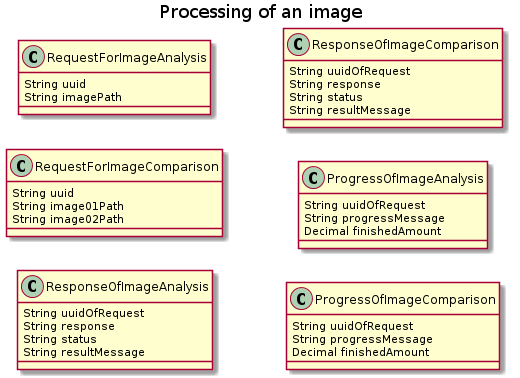 Processing of an image
C RequestForImageAnalysis
String uuid
String imagePath
C ResponseOfImageComparison
String uuidOfRequest
String response
String status
String resultMessage
C RequestForImageComparison
String uuid
String image01Path
String image02Path
C ProgressOfImageAnalysis
String uuidOfRequest
String progressMessage
Decimal finishedAmount
C ResponseOfImageAnalysis
String uuidOfRequest
String response
String status
String resultMessage
C ProgressOfImageComparison
String uuidOfRequest
String progressMessage
Decimal finishedAmount